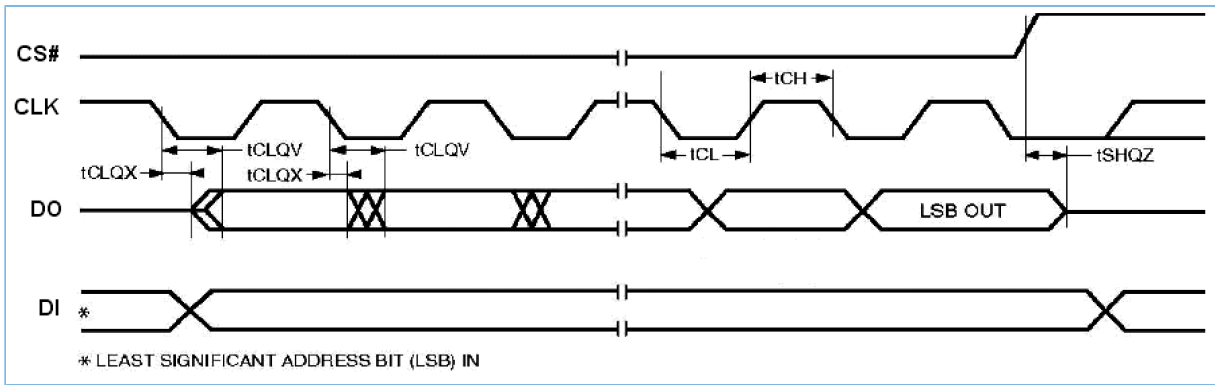 CS#
tCH
CLK
tCLQV
tCLQV
tCL
tSHQZ
tCLQX
tCLQX
DO
LSB OUT
DI
*
* LEAST SIGNIFICANT ADDRESS BIT (LSB) IN